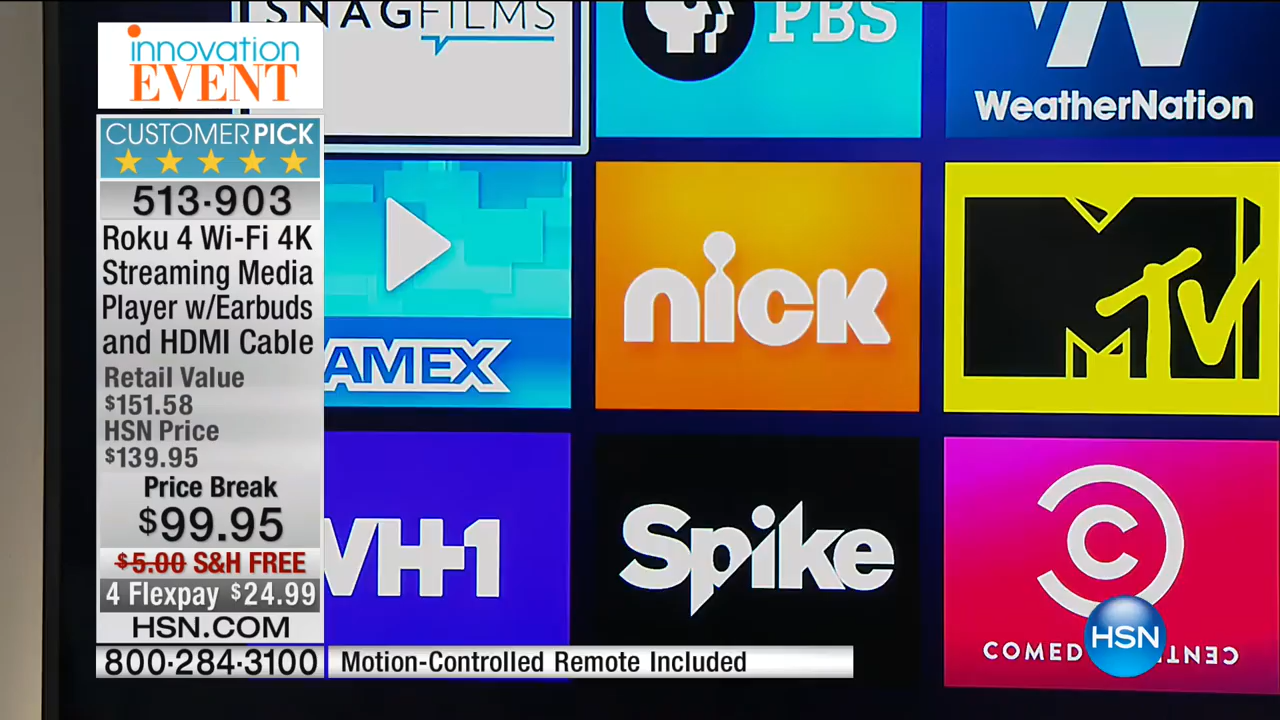 innovation
EVENT
CUSTOMER PICK
513·903
Roku 4 Wi-Fi 4K
Streaming Media
Player w/Earbuds
and HDMI Cable
Retail Value
$151.58
HSN Price
$139.95
Price Break
$99.95
$5.00 S&H FREE
4 Flexpay $24.99
HSN.COM
800·284·3100
Motion-Controlled Remote Included
SNAGFILMS
PBS
WeatherNation
AMEX
nick
MTV
VH1
Spike
C
COMEDY CENTRAL
HSN